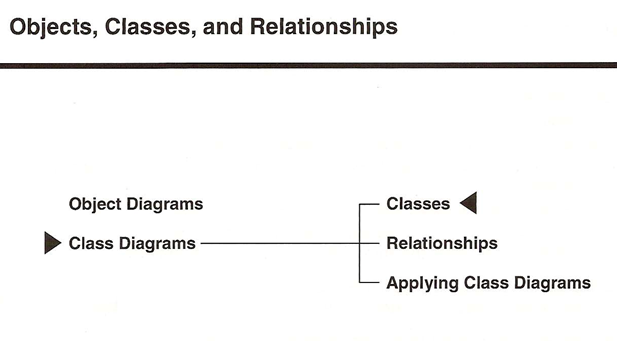 Objects, Classes, and Relationships
Object Diagrams
Class Diagrams
Classes
Relationships
Applying Class Diagrams